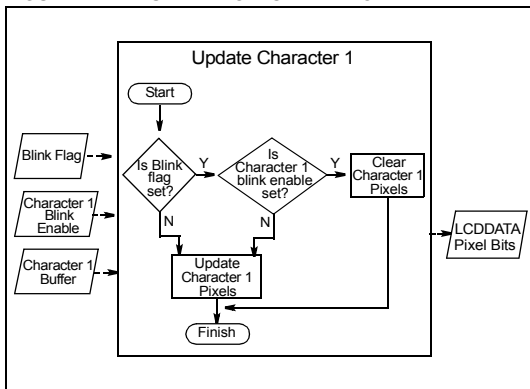 Update Character 1
Start
Blink Flag
Character 1
Blink
Enable
Character 1
Buffer
Is Blink
flag
set?
Y
N
Is
Character 1
blink enable
set?
Y
N
Clear
Character 1
Pixels
Update
Character 1
Pixels
Finish
LCDDATA
Pixel Bits